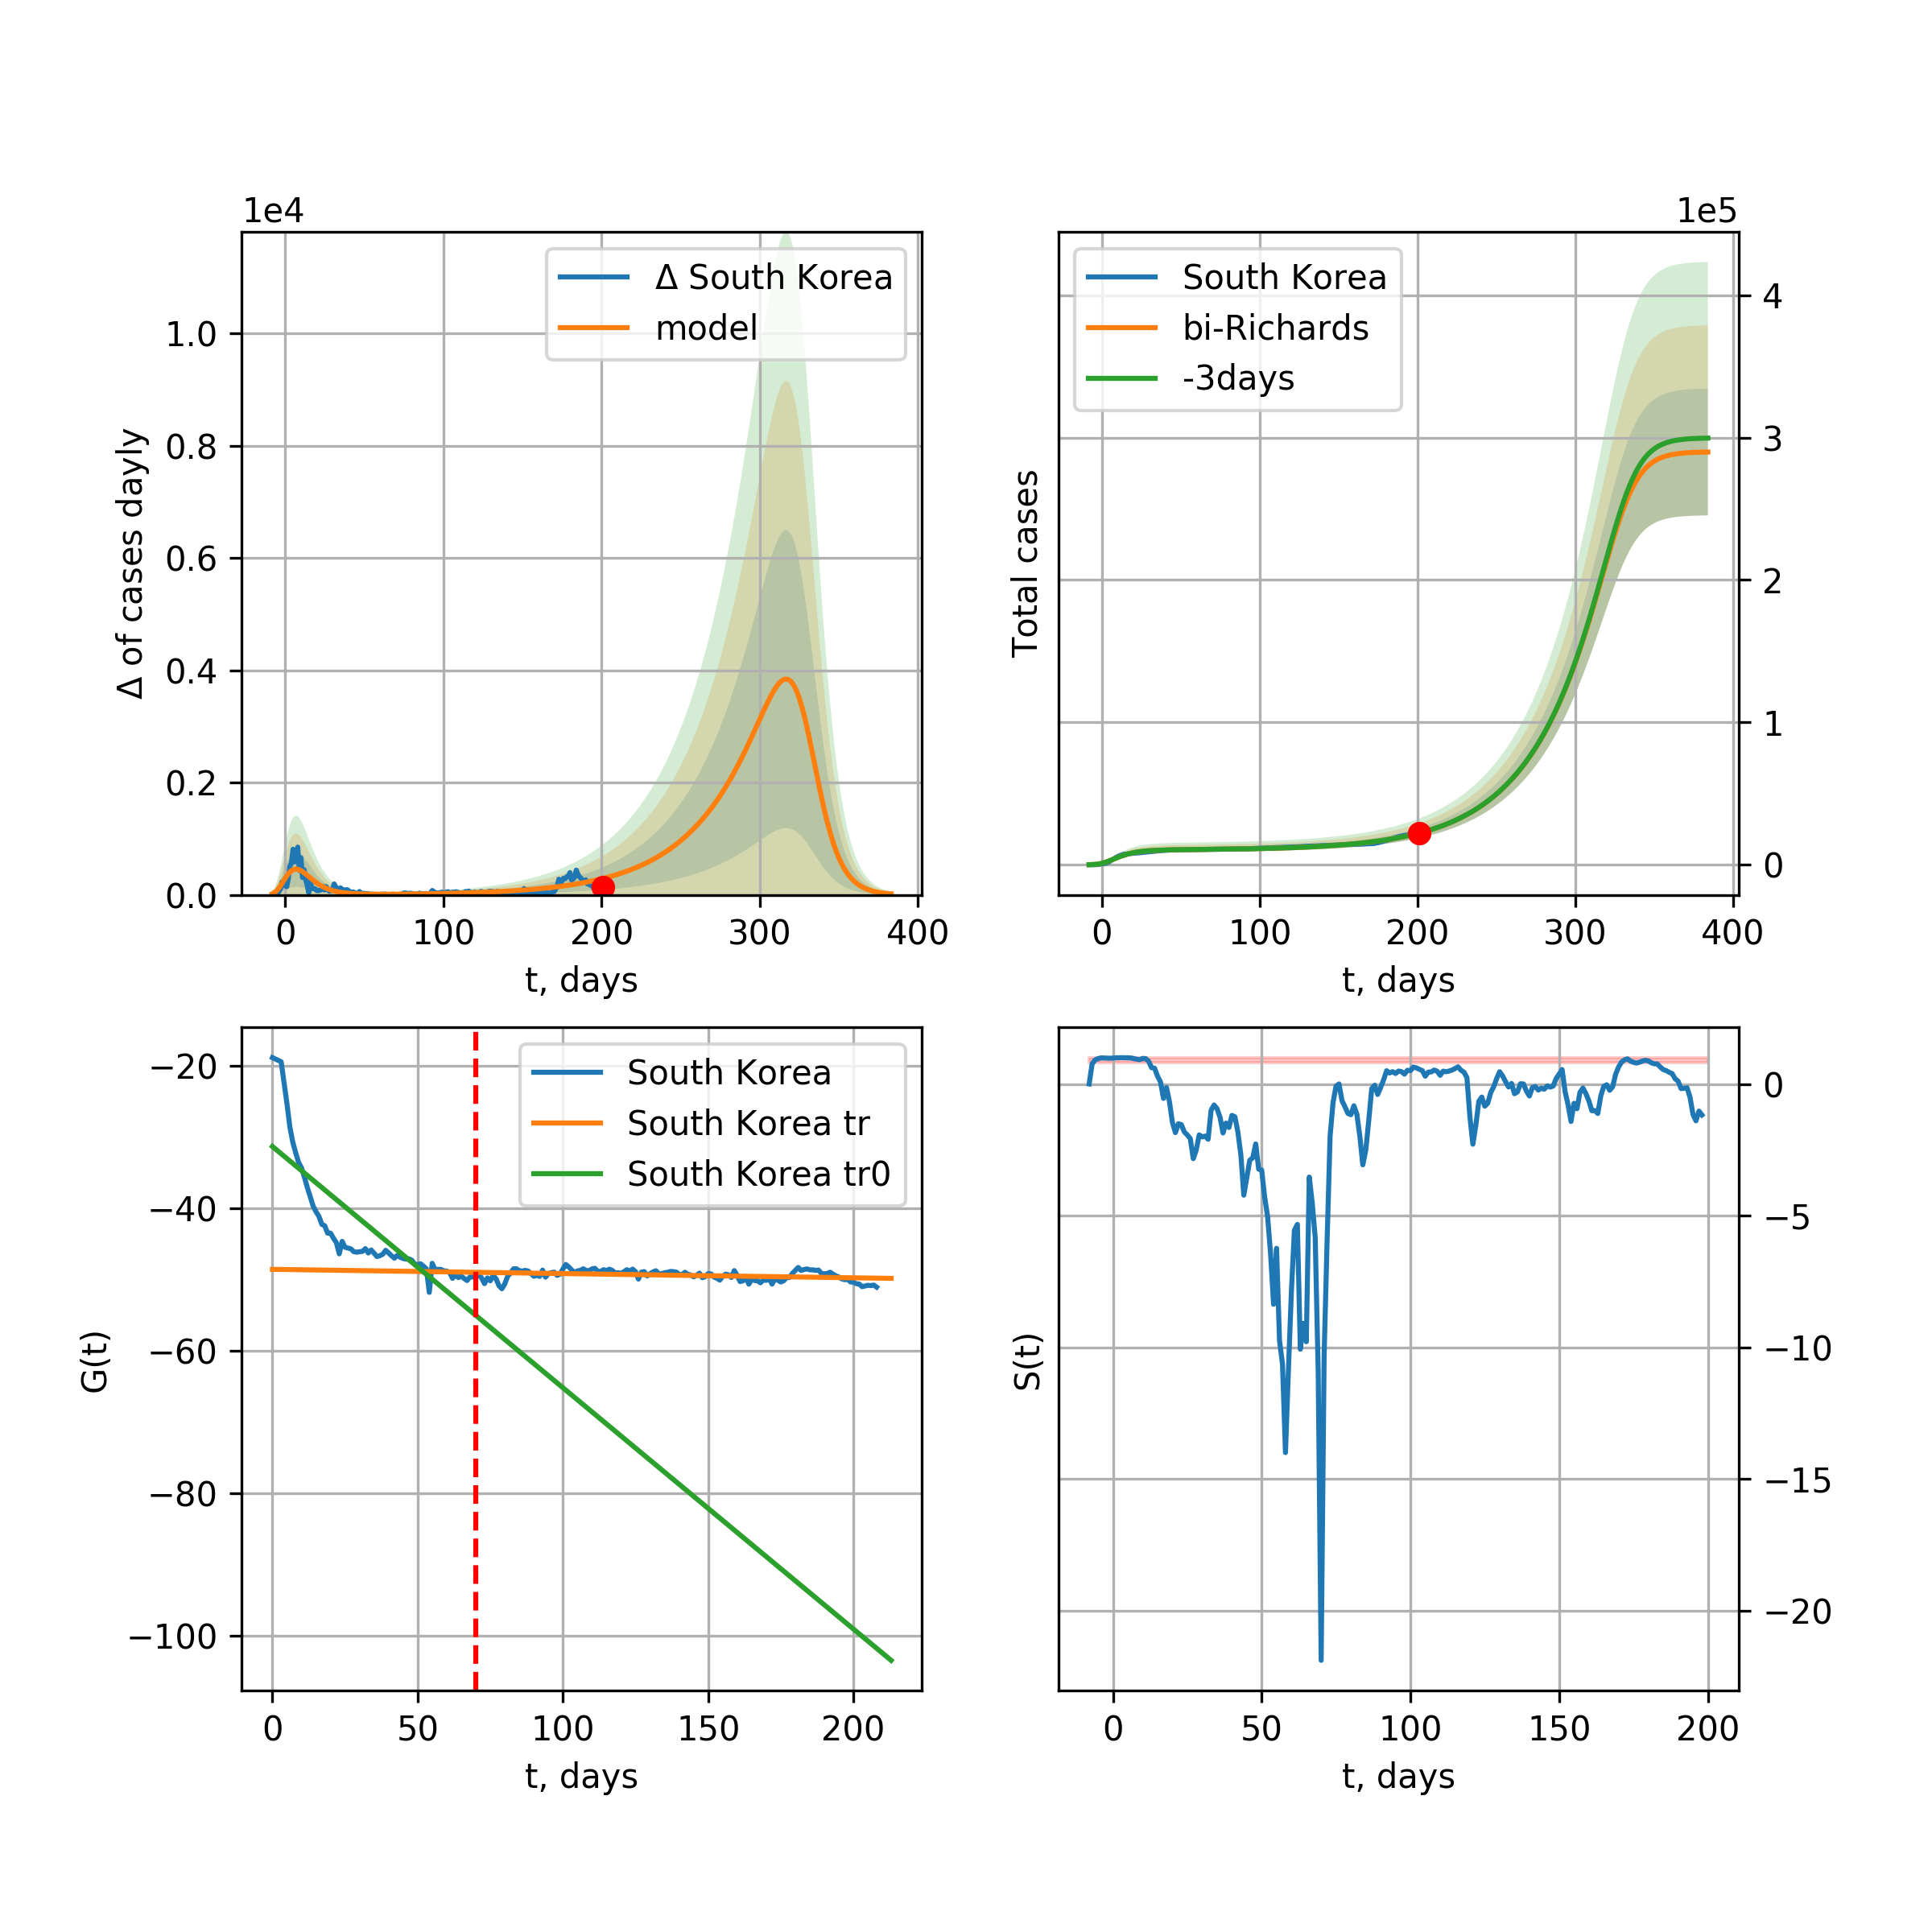 1e4
Δ of cases dayly
1.0
0.8
0.6
0.4
0.2
0.0
Δ South Korea
model
0 100 200 300 400
t, days
1e5
Total cases
South Korea
bi-Richards
-3days
4
3
2
1
0
0 100 200 300 400
t, days
G(t)
−20
−40
−60
−80
−100
South Korea
South Korea tr
South Korea tr0
0 50 100 150 200
t, days
S(t)
0
−5
−10
−15
−20
0 50 100 150 200
t, days